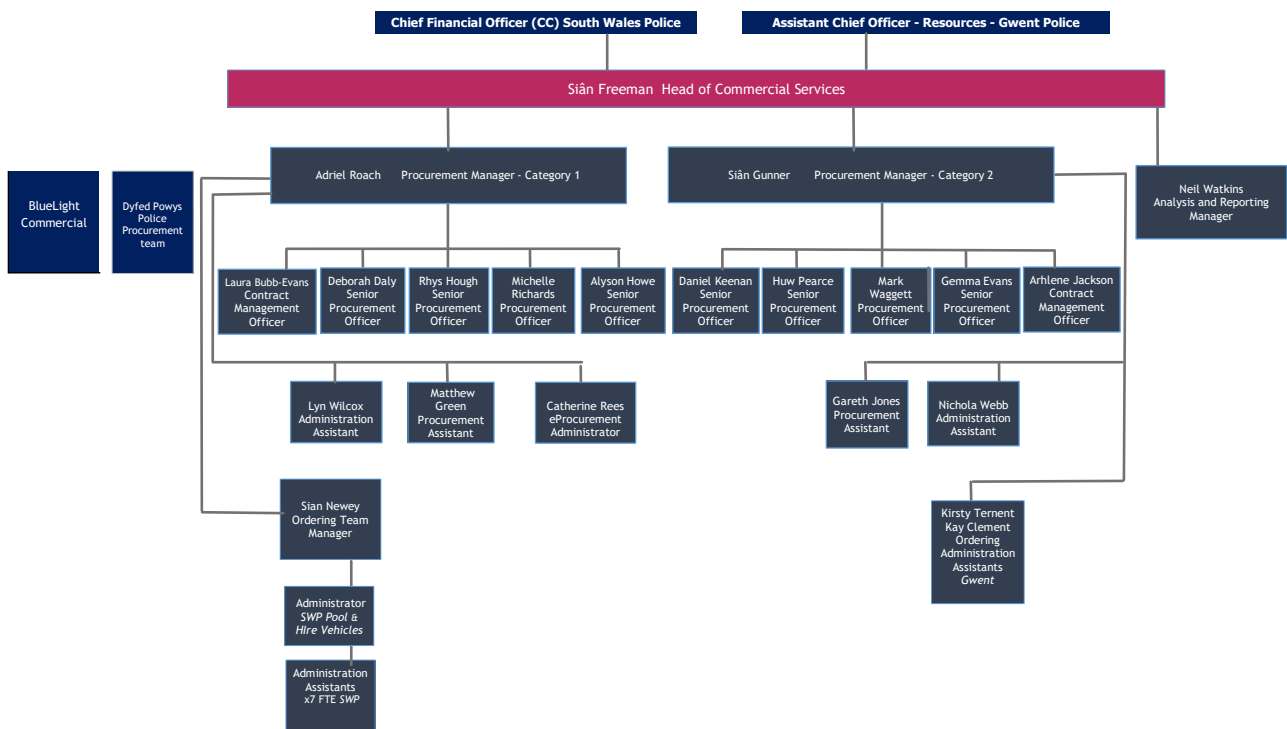 Chief Financial Officer (CC) South Wales Police
Assistant Chief Officer - Resources - Gwent Police
Siân Freeman Head of Commercial Services
Adriel Roach Procurement Manager - Category 1
Siân Gunner Procurement Manager - Category 2
Neil Watkins
Analysis and Reporting
Manager
BlueLight
Commercial
Dyfed Powys
Police
Procurement
team
Laura Bubb-Evans
Contract
Management
Officer
Deborah Daly
Senior
Procurement
Officer
Rhys Hough
Senior
Procurement
Officer
Michelle
Richards
Procurement
Officer
Alyson Howe
Senior
Procurement
Officer
Daniel Keenan
Senior
Procurement
Officer
Huw Pearce
Senior
Procurement
Officer
Mark
Waggett
Procurement
Officer
Gemma Evans
Senior
Procurement
Officer
Arhlene Jackson
Contract
Management
Officer
Lyn Wilcox
Administration
Assistant
Matthew
Green
Procurement
Assistant
Catherine Rees
eProcurement
Administrator
Gareth Jones
Procurement
Assistant
Nichola Webb
Administration
Assistant
Sian Newey
Ordering Team
Manager
Kirsty Ternent
Kay Clement
Ordering
Administration
Assistants
Gwent
Administrator
SWP Pool &
HIre Vehicles
Administration
Assistants
x7 FTE SWP